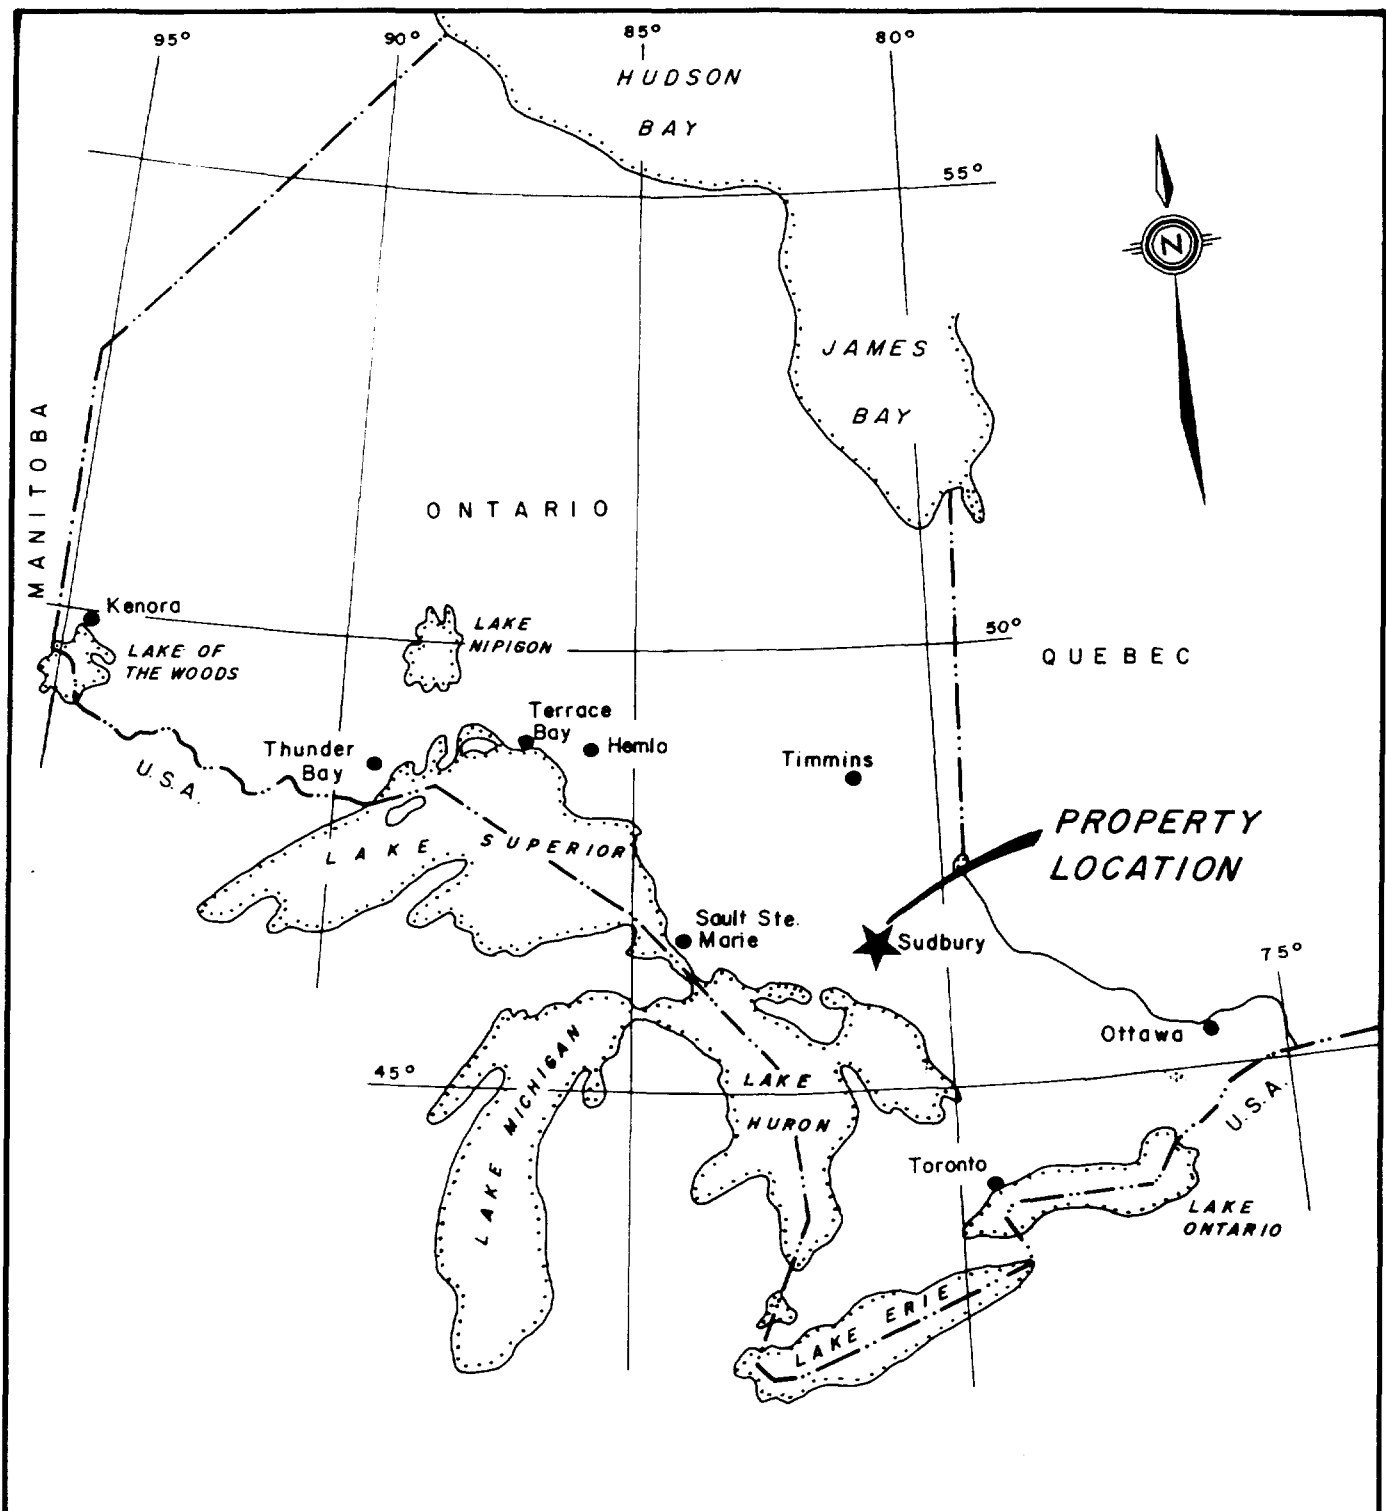 95°
90°
85°
80°
HUDSON
BAY
55°
N
JAMES
BAY
MANITOBA
ONTARIO
Kenora
LAKE OF
THE WOODS
LAKE
NIPIGON
50°
QUEBEC
Terrace
Bay
Hemlo
Thunder
Bay
Timmins
U.S.A.
PROPERTY
LOCATION
LAKE SUPERIOR
Sault Ste.
Marie
Sudbury
75°
Ottawa
45°
LAKE MICHIGAN
LAKE
HURON
U.S.A.
Toronto
LAKE
ONTARIO
LAKE ERIE